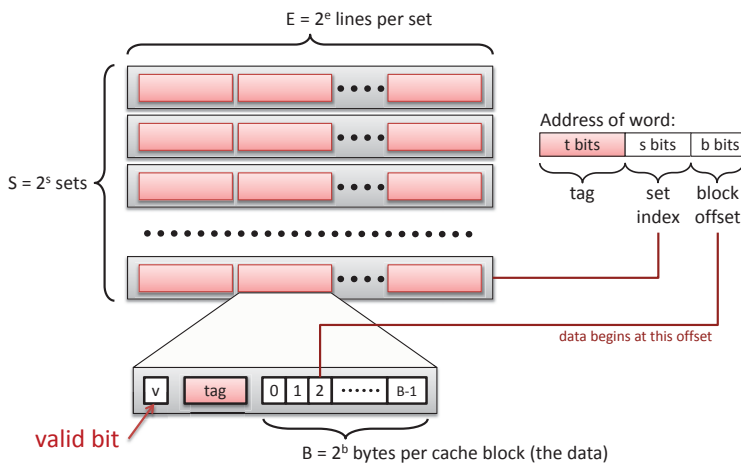 E = 2ᵉ lines per set
S = 2ˢ sets
Address of word:
t bits s bits b bits
tag set index block offset
data begins at this offset
v tag 0 1 2 •••••• B-1
valid bit
B = 2ᵇ bytes per cache block (the data)